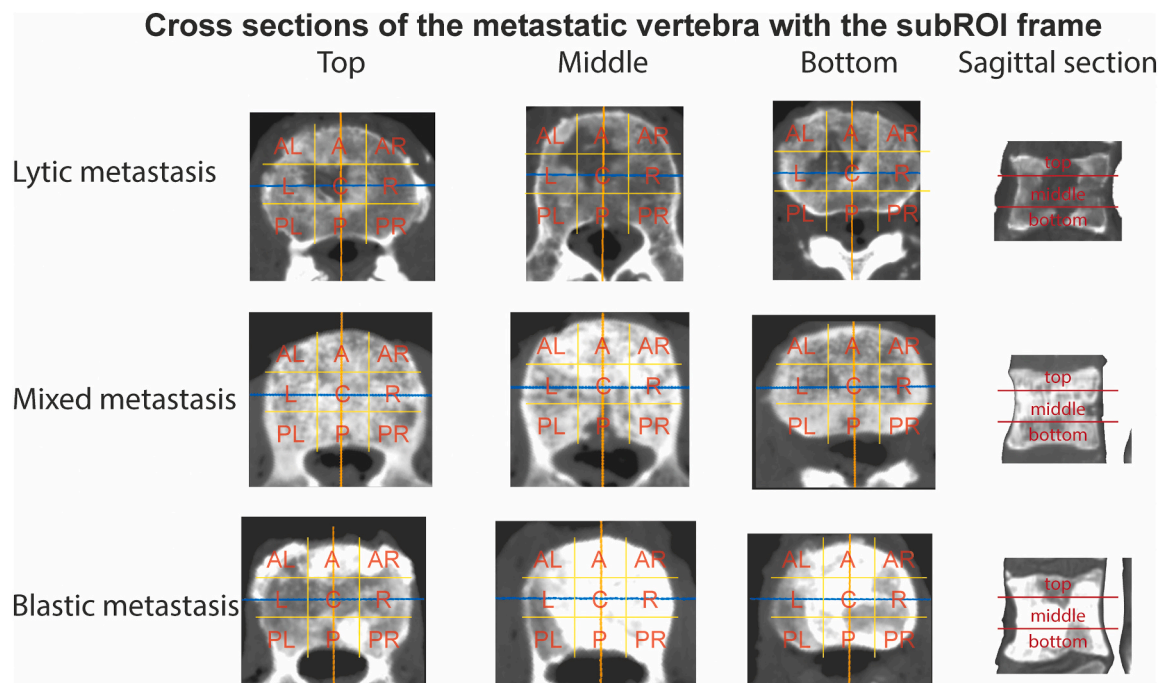 Cross sections of the metastatic vertebra with the subROI frame
Top Middle Bottom Sagittal section
Lytic metastasis
AL A AR AL A AR AL A AR
L C R L C R L C R
PL P PR PL P PR PL P PR
top
middle
bottom
Mixed metastasis
AL A AR AL A AR AL A AR
L C R L C R L C R
PL P PR PL P PR PL P PR
top
middle
bottom
Blastic metastasis
AL A AR AL A AR AL A AR
L C R L C R L C R
PL P PR PL P PR PL P PR
top
middle
bottom